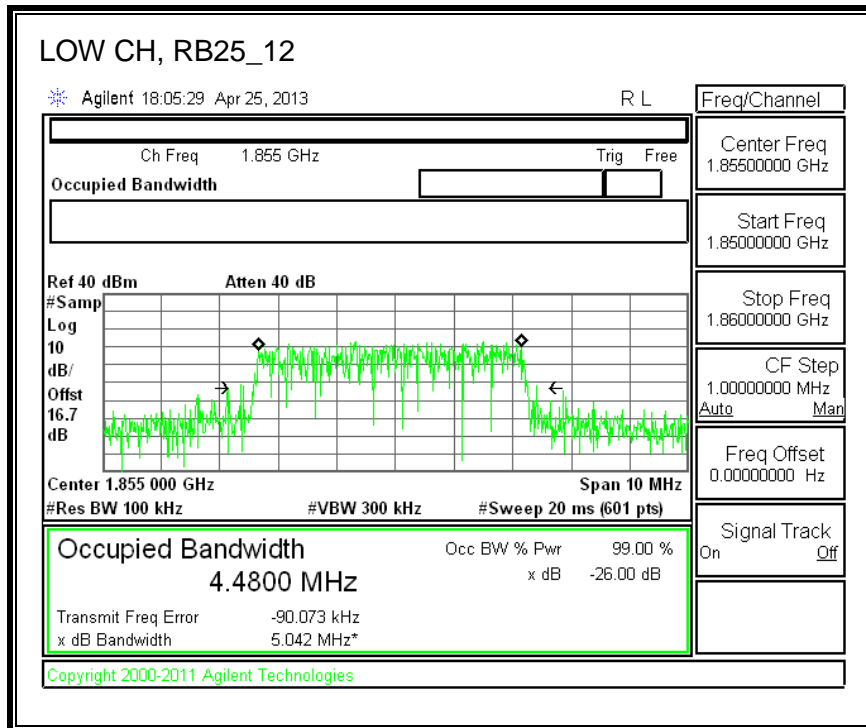 LOW CH, RB25_12
Agilent 18:05:29 Apr 25, 2013 R L
Freq/Channel
Ch Freq 1.855 GHz Trig Free
Occupied Bandwidth
Center Freq
1.85500000 GHz
Start Freq
1.85000000 GHz
Stop Freq
1.86000000 GHz
CF Step
1.00000000 MHz
Auto Man
Freq Offset
0.00000000 Hz
Signal Track
On Off
Ref 40 dBm Atten 40 dB
#Samp
Log
10
dB/
Offst
16.7
dB
Center 1.855 000 GHz Span 10 MHz
#Res BW 100 kHz #VBW 300 kHz #Sweep 20 ms (601 pts)
Occupied Bandwidth
4.4800 MHz
Occ BW % Pwr 99.00 %
x dB -26.00 dB
Transmit Freq Error -90.073 kHz
x dB Bandwidth 5.042 MHz*
Copyright 2000-2011 Agilent Technologies